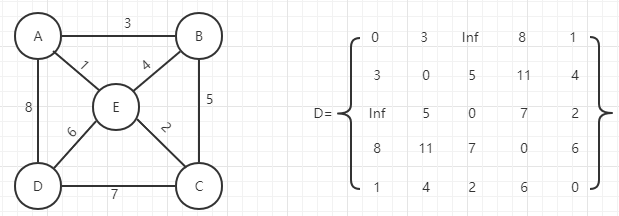 A 3 B
1 4
8 E 5
6 2
D 7 C
D=
0 3 Inf 8 1
3 0 5 11 4
Inf 5 0 7 2
8 11 7 0 6
1 4 2 6 0